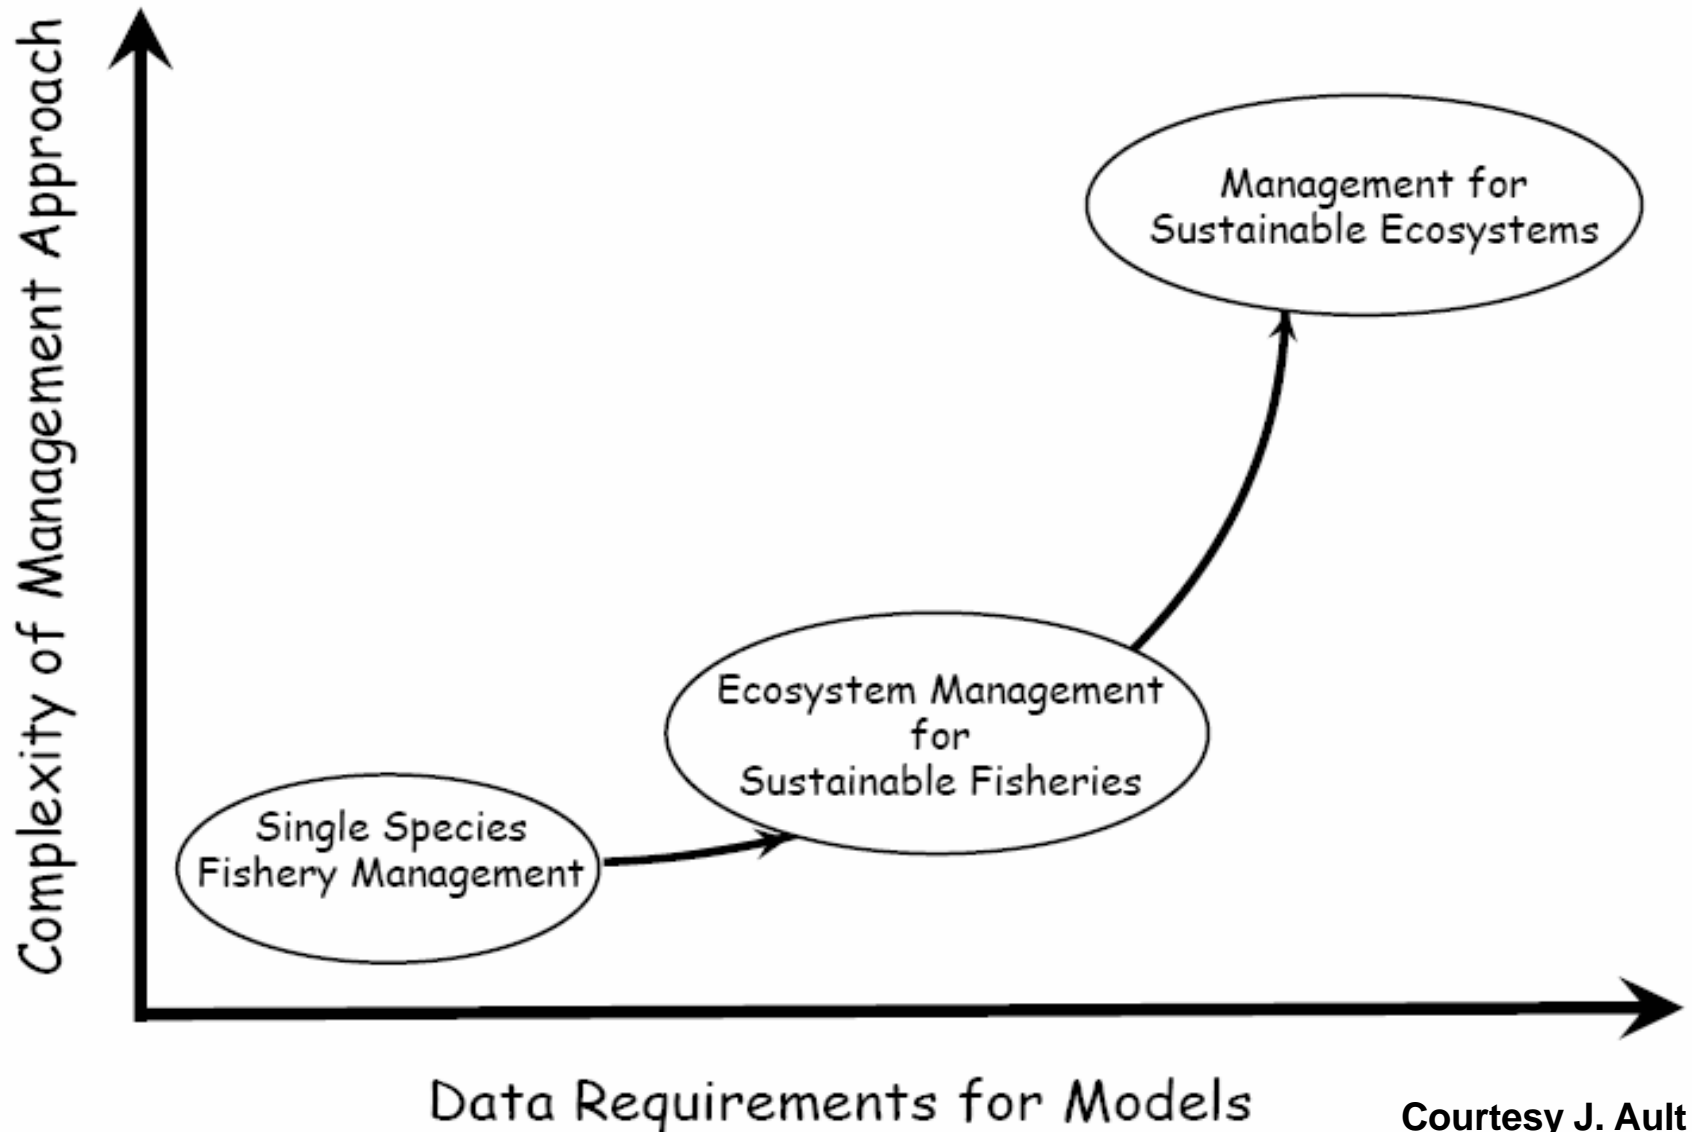 Complexity of Management Approach
Management for
Sustainable Ecosystems
Ecosystem Management
for
Sustainable Fisheries
Single Species
Fishery Management
Data Requirements for Models
Courtesy J. Ault